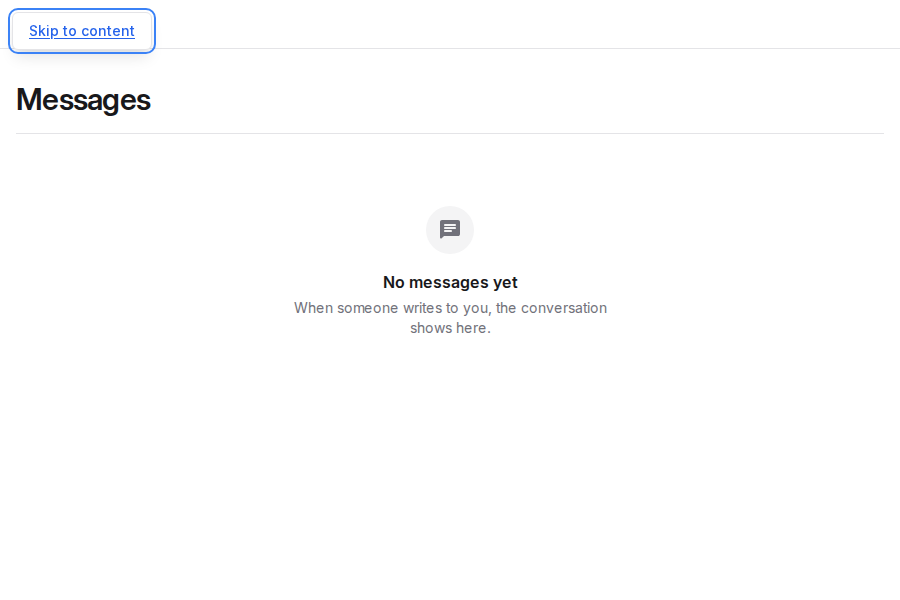 Skip to content
Messages
No messages yet
When someone writes to you, the conversation
shows here.